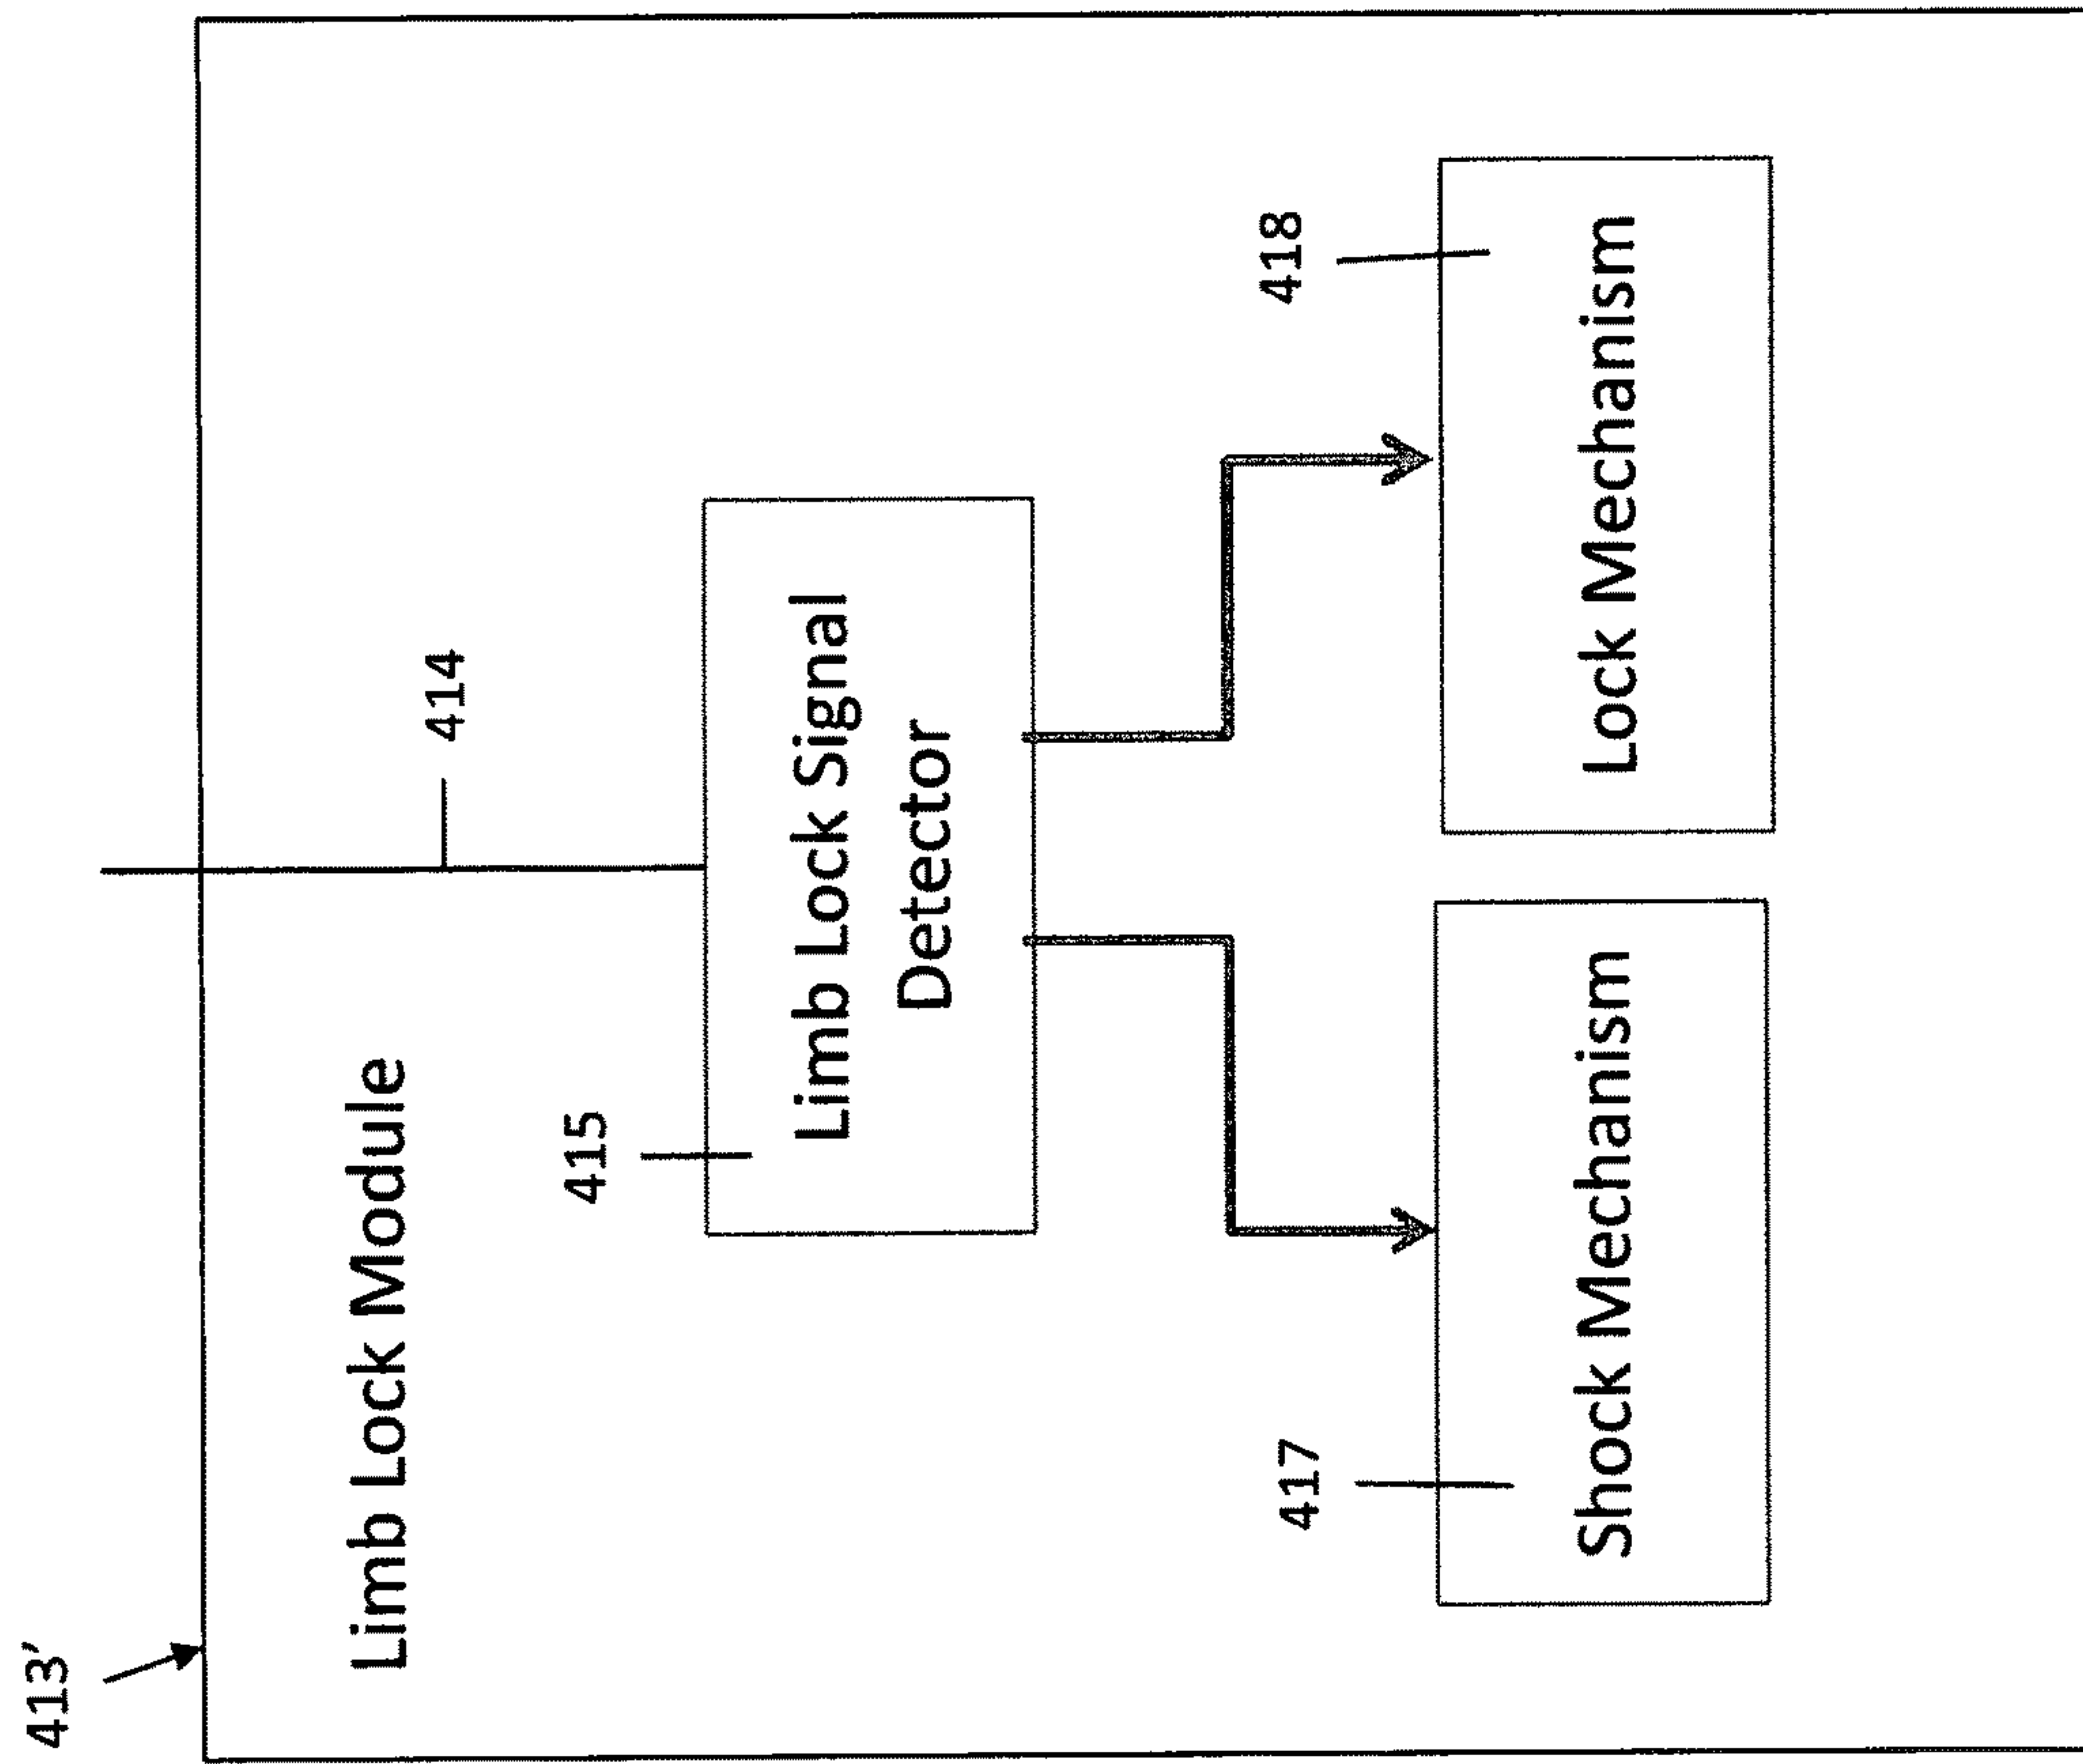 413'
Limb Lock Module
414
415
Limb Lock Signal
Detector
417
418
Shock Mechanism
Lock Mechanism